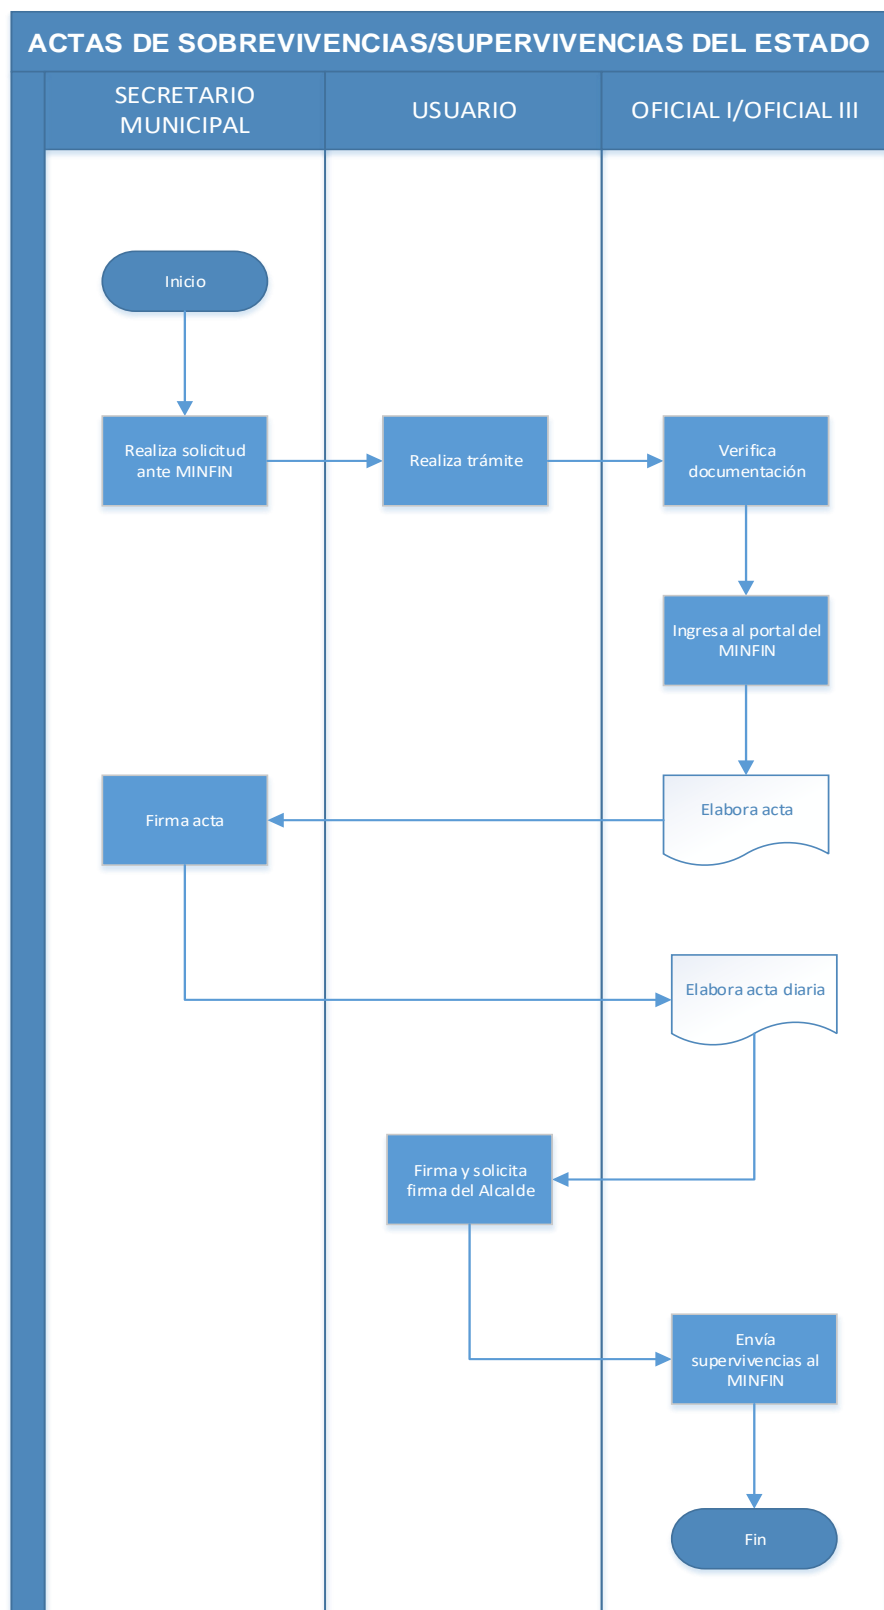 ACTAS DE SOBREVIVENCIAS/SUPERVIVENCIAS DEL ESTADO
SECRETARIO
MUNICIPAL
USUARIO
OFICIAL I/OFICIAL III
Inicio
Realiza solicitud
ante MINFIN
Realiza trámite
Verifica
documentación
Ingresa al portal del
MINFIN
Elabora acta
Firma acta
Elabora acta diaria
Firma y solicita
firma del Alcalde
Envía
supervivencias al
MINFIN
Fin